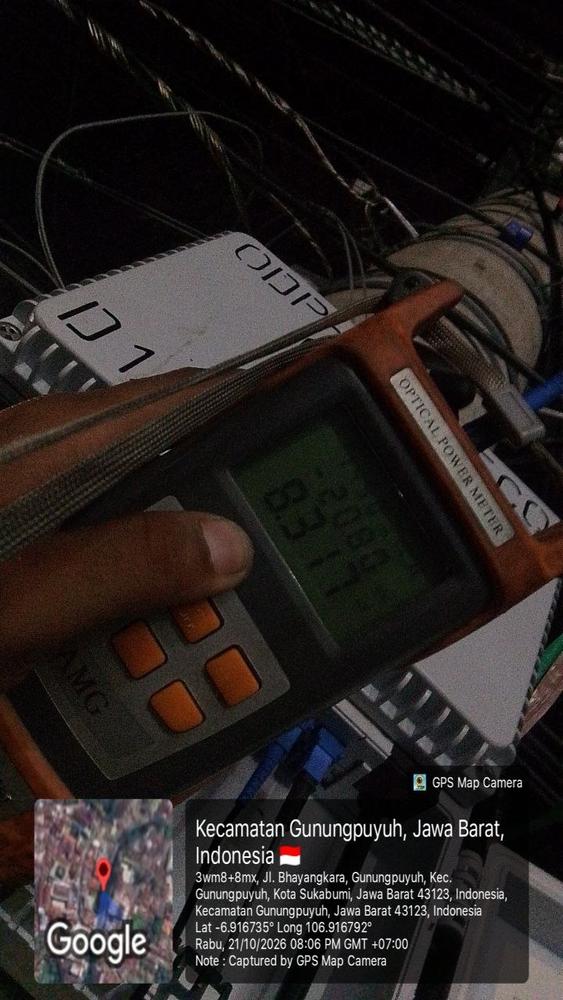 ODP
D 1
OPTICAL POWER METER
AMG
GPS Map Camera
Kecamatan Gunungpuyuh, Jawa Barat,
Indonesia 🇮🇩
3wm8+8mx, Jl. Bhayangkara, Gunungpuyuh, Kec.
Gunungpuyuh, Kota Sukabumi, Jawa Barat 43123, Indonesia,
Kecamatan Gunungpuyuh, Jawa Barat 43123, Indonesia
Lat -6.916735° Long 106.916792°
Rabu, 21/10/2026 08:06 PM GMT +07:00
Note : Captured by GPS Map Camera
Google